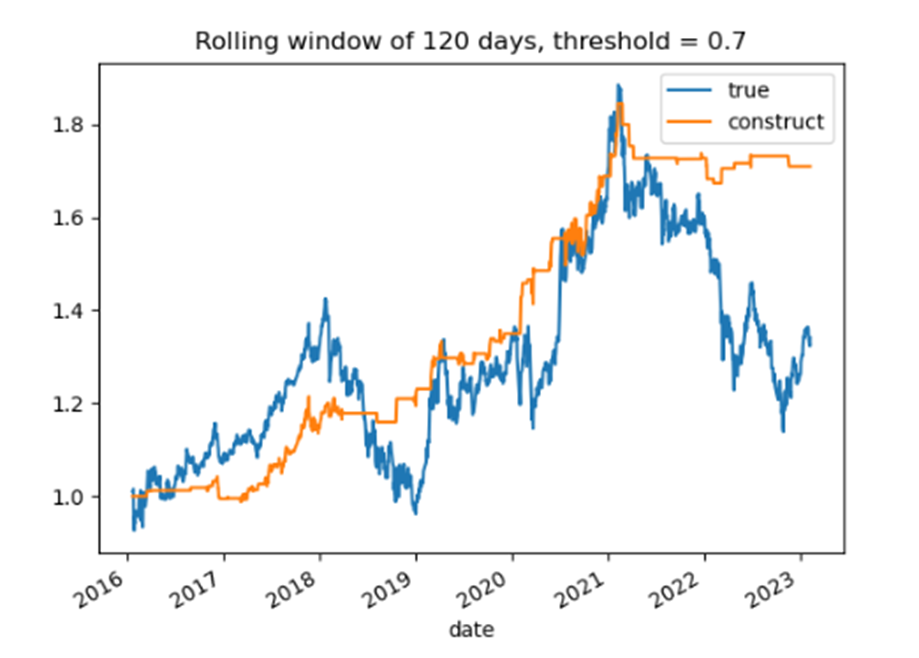 Rolling window of 120 days, threshold = 0.7
true
construct
1.8
1.6
1.4
1.2
1.0
2016 2017 2018 2019 2020 2021 2022 2023
date